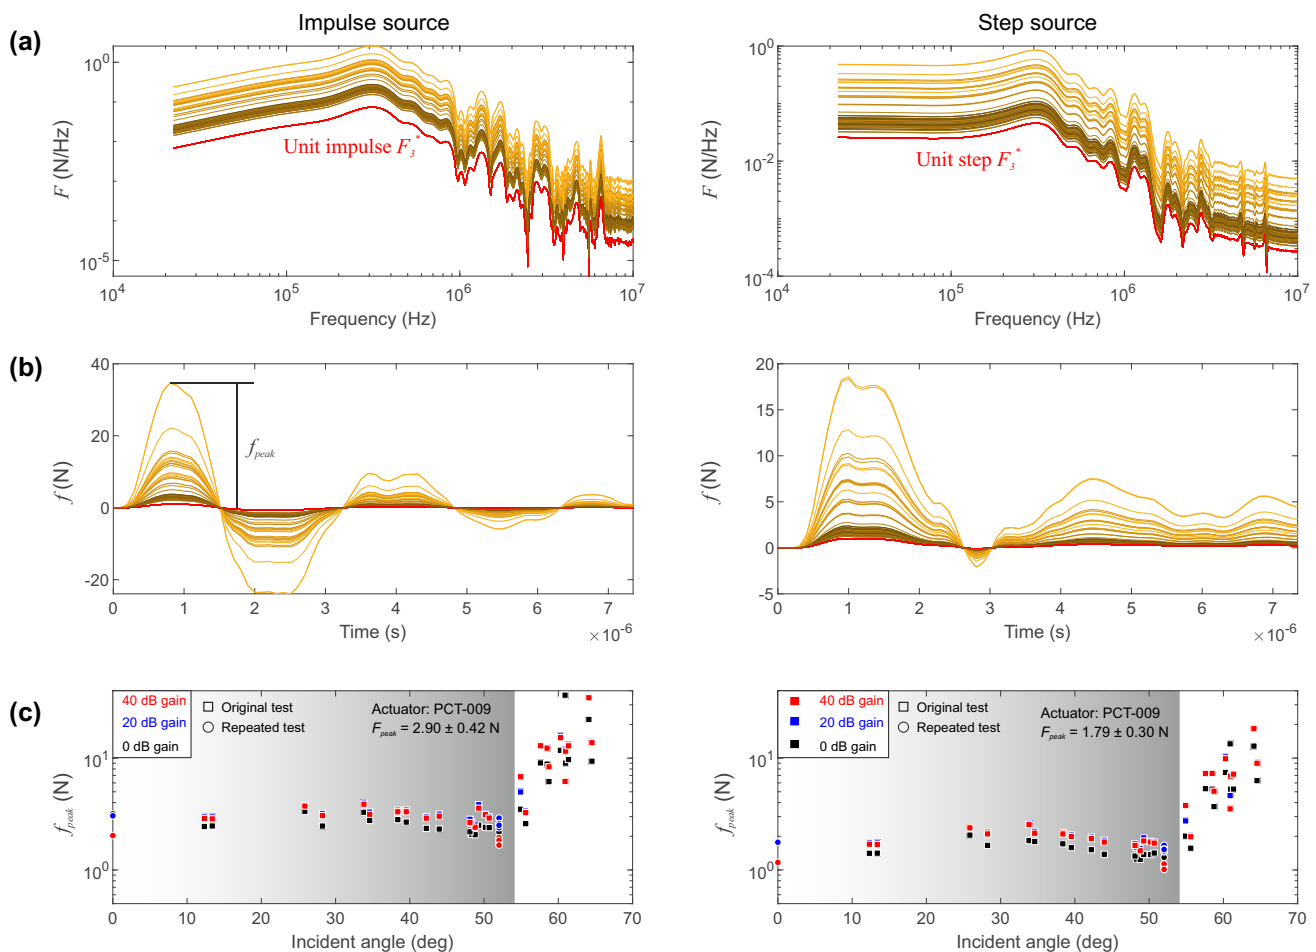 Impulse source
Step source
(a)
10^0
10^-5
F (N/Hz)
Unit impulse F_3^*
10^4 10^5 10^6 10^7
Frequency (Hz)
10^0
10^-2
10^-4
F (N/Hz)
Unit step F_3^*
10^4 10^5 10^6 10^7
Frequency (Hz)
(b)
40
20
0
-20
f (N)
f_peak
0 1 2 3 4 5 6 7
Time (s)
×10^-6
20
15
10
5
0
-5
f (N)
0 1 2 3 4 5 6 7
Time (s)
×10^-6
(c)
40 dB gain
20 dB gain
0 dB gain
Original test
Repeated test
Actuator: PCT-009
F_peak = 2.90 ± 0.42 N
10^1
10^0
f_peak (N)
0 10 20 30 40 50 60 70
Incident angle (deg)
40 dB gain
20 dB gain
0 dB gain
Original test
Repeated test
Actuator: PCT-009
F_peak = 1.79 ± 0.30 N
10^1
10^0
f_peak (N)
0 10 20 30 40 50 60 70
Incident angle (deg)